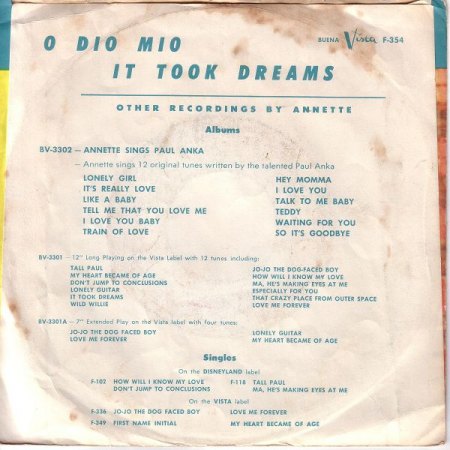 O DIO MIO
BUENA Vista F-354
IT TOOK DREAMS
OTHER RECORDINGS BY ANNETTE
Albums
BV-3302 — ANNETTE SINGS PAUL ANKA
— Annette sings 12 original tunes written by the talented Paul Anka
LONELY GIRL HEY MOMMA
IT'S REALLY LOVE I LOVE YOU
LIKE A BABY TALK TO ME BABY
TELL ME THAT YOU LOVE ME TEDDY
I LOVE YOU BABY WAITING FOR YOU
TRAIN OF LOVE SO IT'S GOODBYE
BV-3301 — 12" Long Playing on the Vista Label with 12 tunes including:
TALL PAUL JO-JO THE DOG-FACED BOY
MY HEART BECAME OF AGE HOW WILL I KNOW MY LOVE
DON'T JUMP TO CONCLUSIONS MA, HE'S MAKING EYES AT ME
LONELY GUITAR ESPECIALLY FOR YOU
IT TOOK DREAMS THAT CRAZY PLACE FROM OUTER SPACE
WILD WILLIE LOVE ME FOREVER
BV-3301A — 7" Extended Play on the Vista label with four tunes:
JO-JO THE DOG FACED BOY LONELY GUITAR
LOVE ME FOREVER MY HEART BECAME OF AGE
Singles
On the DISNEYLAND label
F-102 HOW WILL I KNOW MY LOVE F-118 TALL PAUL
DON'T JUMP TO CONCLUSIONS MA, HE'S MAKING EYES AT ME
On the VISTA label
F-336 JO-JO THE DOG FACED BOY LOVE ME FOREVER
F-349 FIRST NAME INITIAL MY HEART BECAME OF AGE